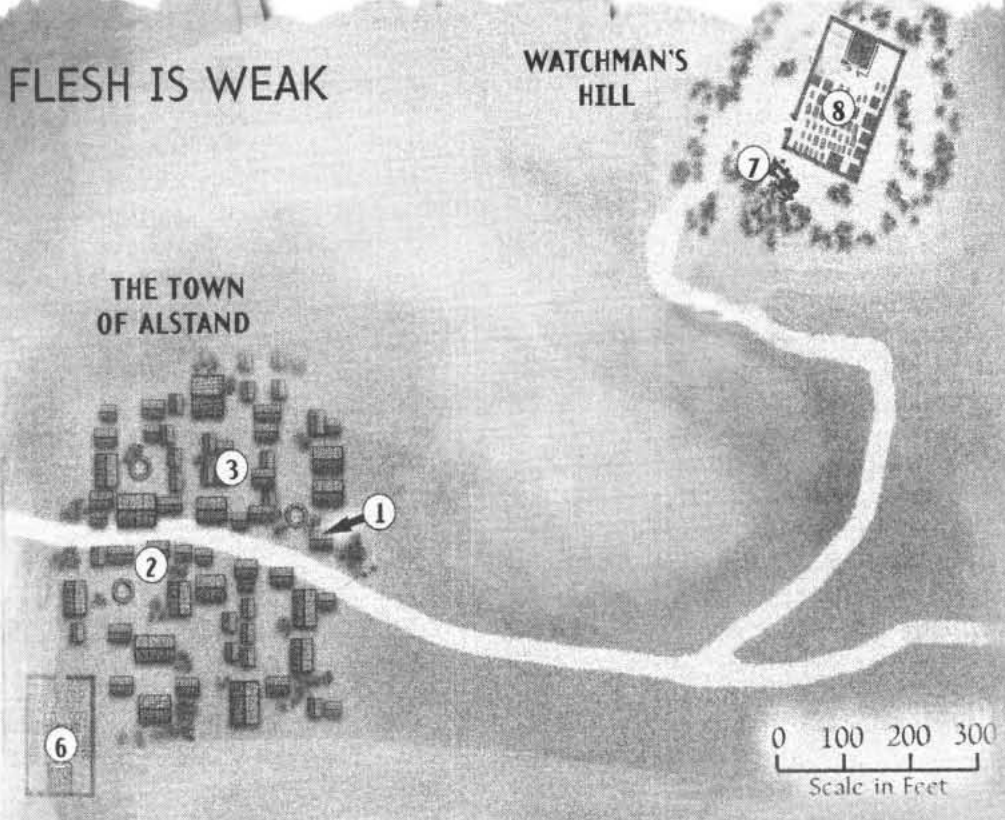 FLESH IS WEAK
WATCHMAN'S
HILL
8
7
THE TOWN
OF ALSTAND
3
1
2
6
0 100 200 300
Scale in Feet